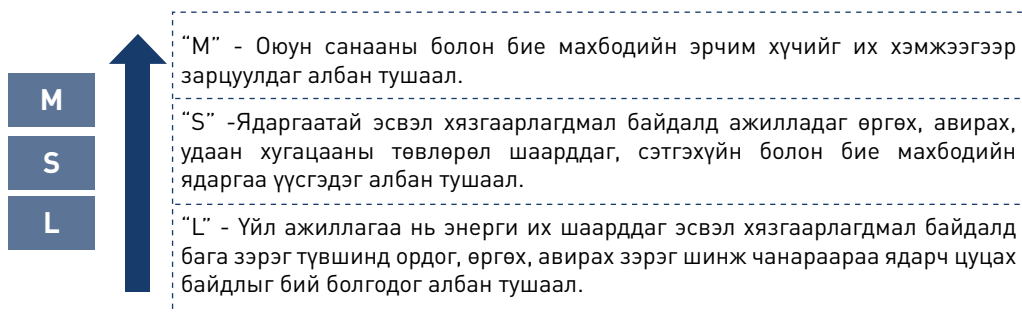 M
S
L
“M” - Оюун санааны болон бие махбодийн эрчим хүчийг их хэмжээгээр
зарцуулдаг албан тушаал.
“S” -Ядаргаатай эсвэл хязгаарлагдмал байдалд ажилладаг өргөх, авирах,
удаан хугацааны төвлөрөл шаарддаг, сэтгэхүйн болон бие махбодийн
ядаргаа үүсгэдэг албан тушаал.
“L” - Үйл ажиллагаа нь энерги их шаарддаг эсвэл хязгаарлагдмал байдалд
бага зэрэг түвшинд ордог, өргөх, авирах зэрэг шинж чанараараа ядарч цуцах
байдлыг бий болгодог албан тушаал.